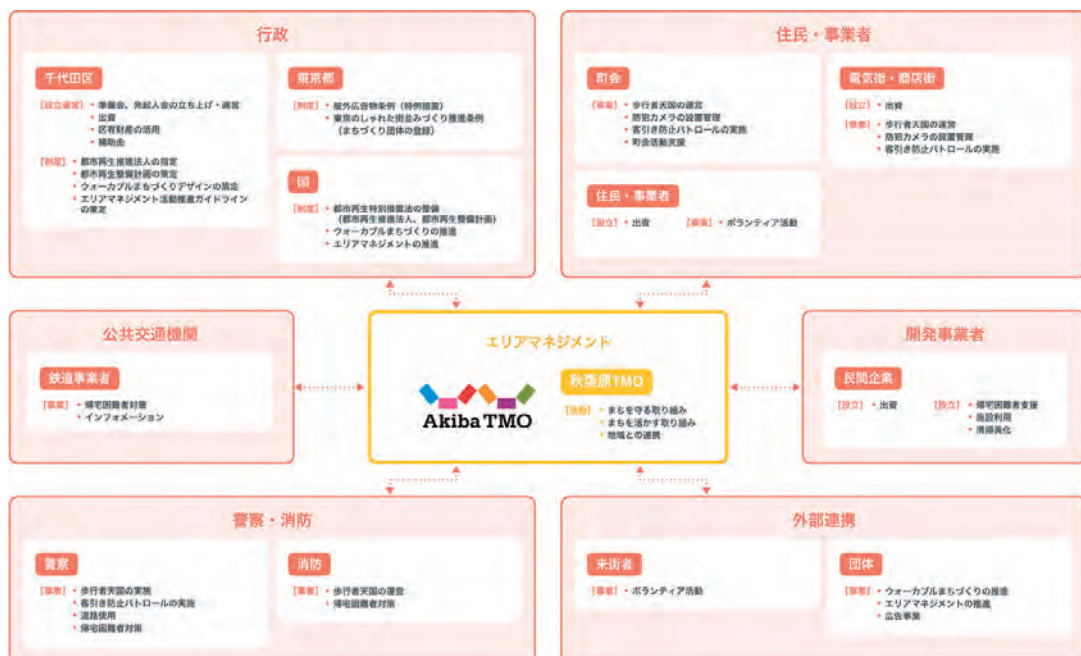 行政
千代田区
［設立運営］・準備会、発起人会の立ち上げ・運営
・出資
・区有財産の活用
・補助金
［制度］・都市再生推進法人の指定
・都市再生整備計画の策定
・ウォーカブルまちづくりデザインの策定
・エリアマネジメント活動推進ガイドライン
の策定
東京都
［制度］・屋外広告物条例（特例措置）
・東京のしゃれた街並みづくり推進条例
（まちづくり団体の登録）
国
［制度］・都市再生特別措置法の整備
（都市再生推進法人、都市再生整備計画）
・ウォーカブルまちづくりの推進
・エリアマネジメントの推進
住民・事業者
町会
［事業］・歩行者天国の運営
・防犯カメラの設置管理
・客引き防止パトロールの実施
・町会活動支援
電気街・商店街
［設立］・出資
［事業］・歩行者天国の運営
・防犯カメラの設置管理
・客引き防止パトロールの実施
住民・事業者
［設立］・出資 ［事業］・ボランティア活動
公共交通機関
鉄道事業者
［事業］・帰宅困難者対策
・インフォメーション
エリアマネジメント
Akiba TMO
秋葉原TMO
［活動］・まちを守る取り組み
・まちを活かす取り組み
・地域との連携
開発事業者
民間企業
［設立］・出資 ［設立］・帰宅困難者支援
・施設利用
・清掃美化
警察・消防
警察
［事業］・歩行者天国の実施
・客引き防止パトロールの実施
・道路使用
・帰宅困難者対策
消防
［事業］・歩行者天国の運営
・帰宅困難者対策
外部連携
来街者
［事業］・ボランティア活動
団体
［事業］・ウォーカブルまちづくりの推進
・エリアマネジメントの推進
・広告事業